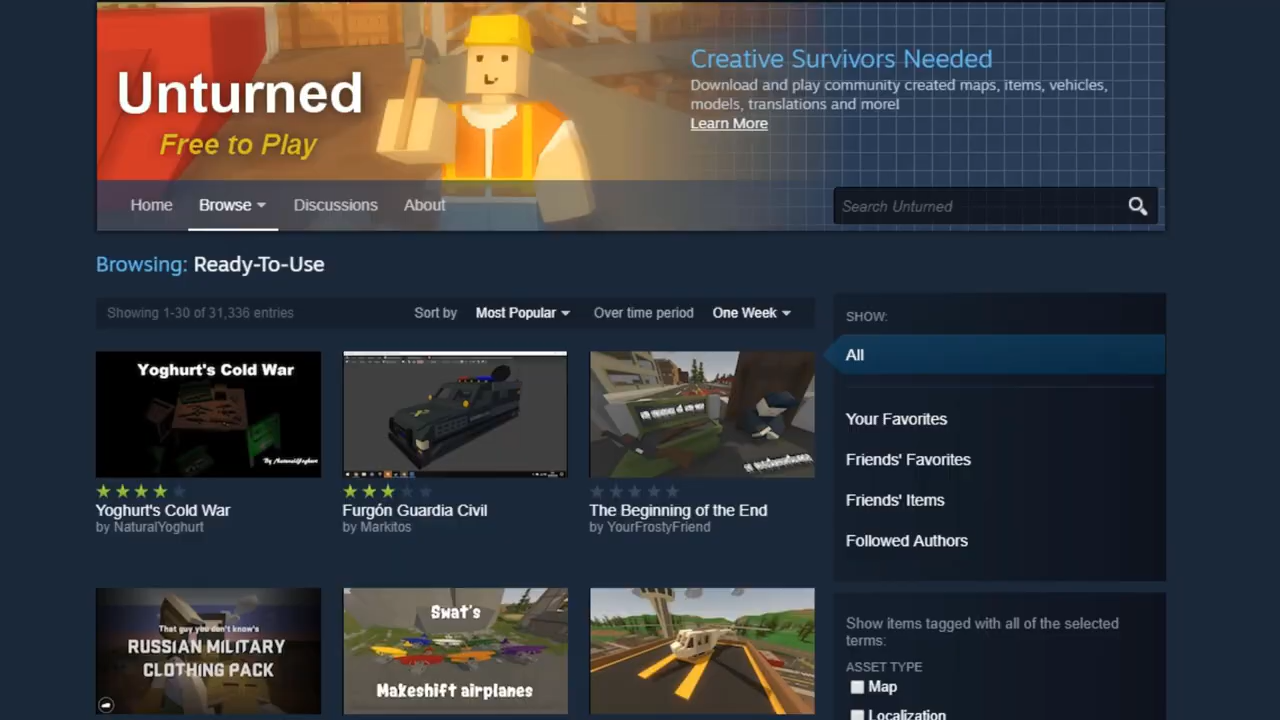 Unturned
Free to Play
Creative Survivors Needed
Download and play community created maps, items, vehicles,
models, translations and more!
Learn More
Home Browse Discussions About
Search Unturned
Browsing: Ready-To-Use
Showing 1-30 of 31,336 entries
Sort by Most Popular Over time period One Week
Yoghurt's Cold War
By NaturalYoghurt
Yoghurt's Cold War
by NaturalYoghurt
Furgón Guardia Civil
by Markitos
The Beginning of the End
by YourFrostyFriend
That guy you don't know's
RUSSIAN MILITARY
CLOTHING PACK
Swat's
Makeshift airplanes
SHOW:
All
Your Favorites
Friends' Favorites
Friends' Items
Followed Authors
Show items tagged with all of the selected
terms:
ASSET TYPE
Map
Localization